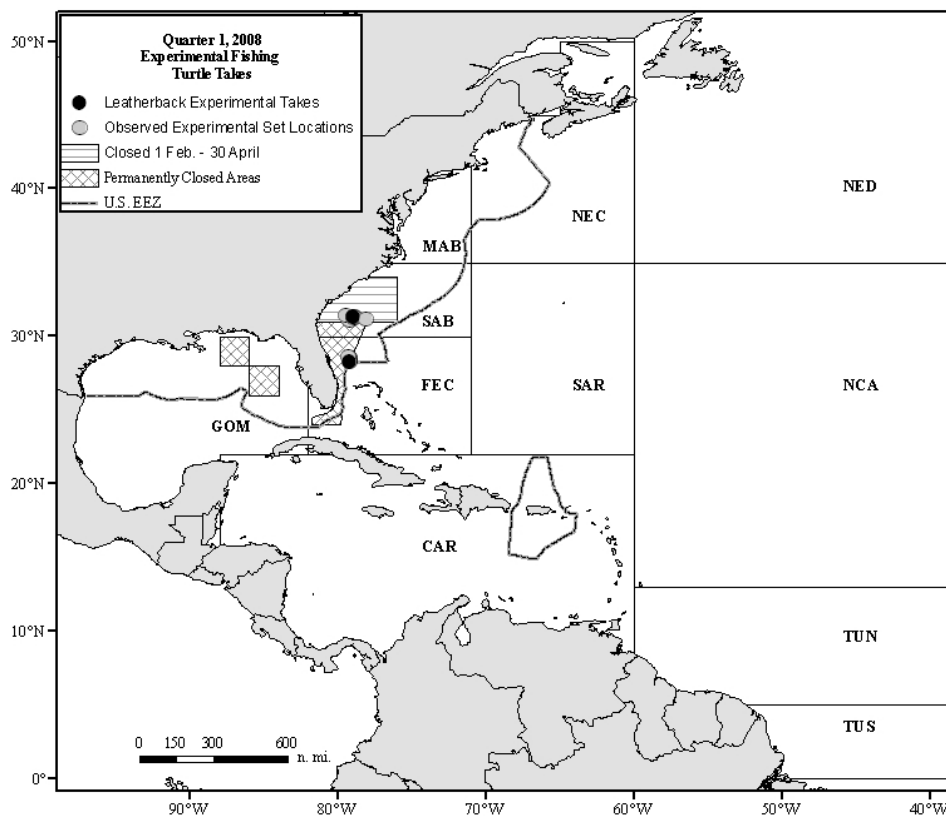 Quarter 1, 2008
Experimental Fishing
Turtle Takes
Leatherback Experimental Takes
Observed Experimental Set Locations
Closed 1 Feb. - 30 April
Permanently Closed Areas
U.S. EEZ
50°N
40°N
30°N
20°N
10°N
0°
NED
NEC
MAB
SAB
FEC
SAR
NCA
GOM
CAR
TUN
TUS
0 150 300 600
n. mi.
90°W 80°W 70°W 60°W 50°W 40°W